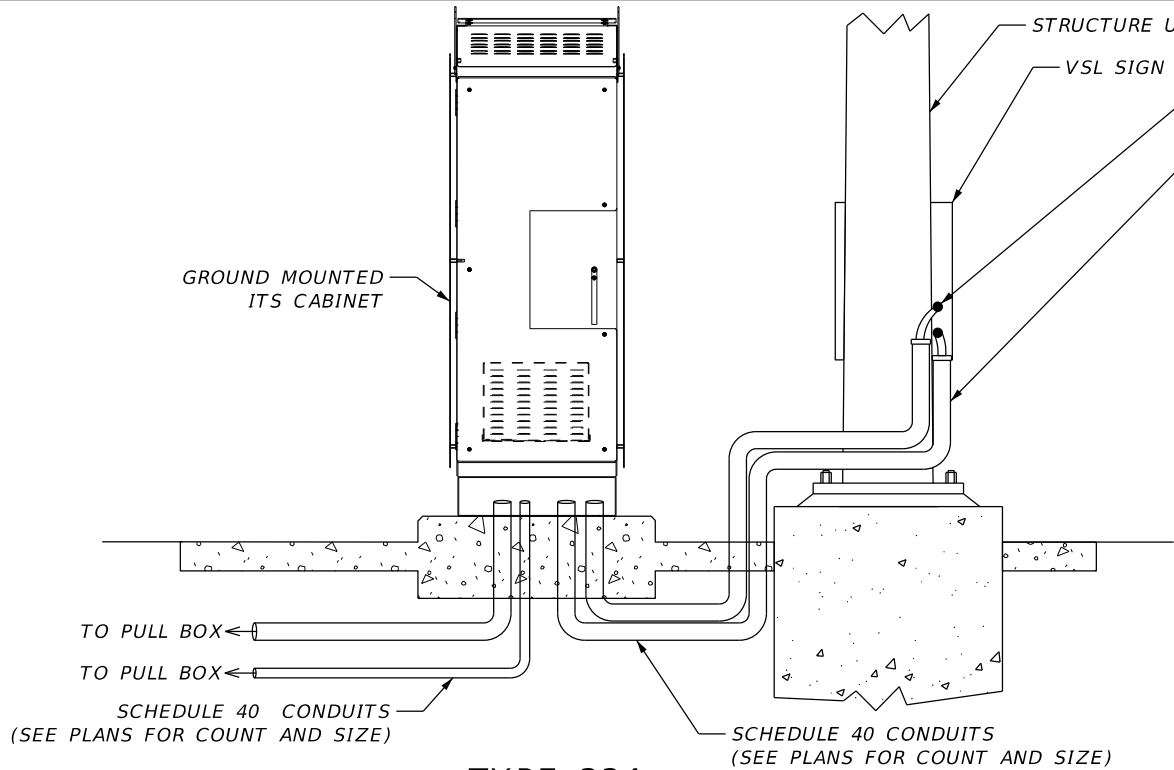 STRUCTURE
VSL SIGN
GROUND MOUNTED
ITS CABINET
TO PULL BOX
TO PULL BOX
SCHEDULE 40 CONDUITS
(SEE PLANS FOR COUNT AND SIZE)
SCHEDULE 40 CONDUITS
(SEE PLANS FOR COUNT AND SIZE)
TYPE